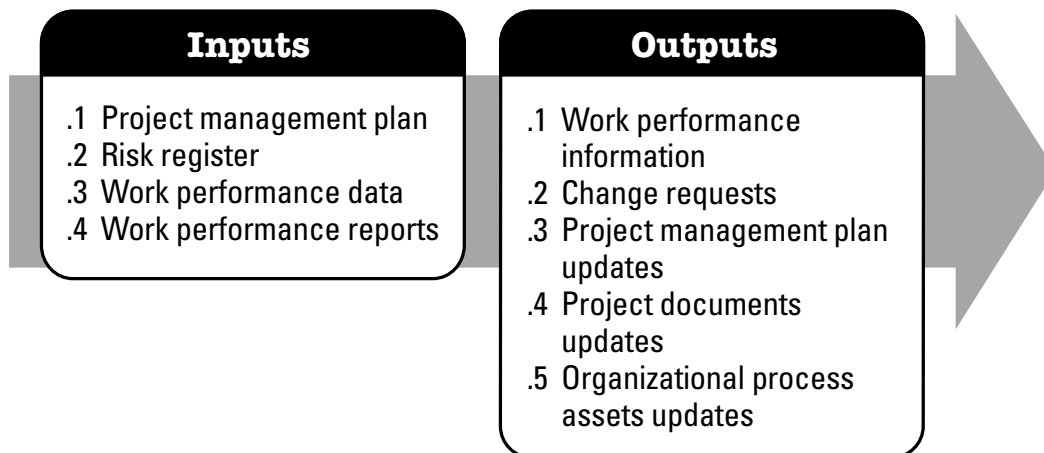 Inputs
.1 Project management plan
.2 Risk register
.3 Work performance data
.4 Work performance reports
Outputs
.1 Work performance
information
.2 Change requests
.3 Project management plan
updates
.4 Project documents
updates
.5 Organizational process
assets updates